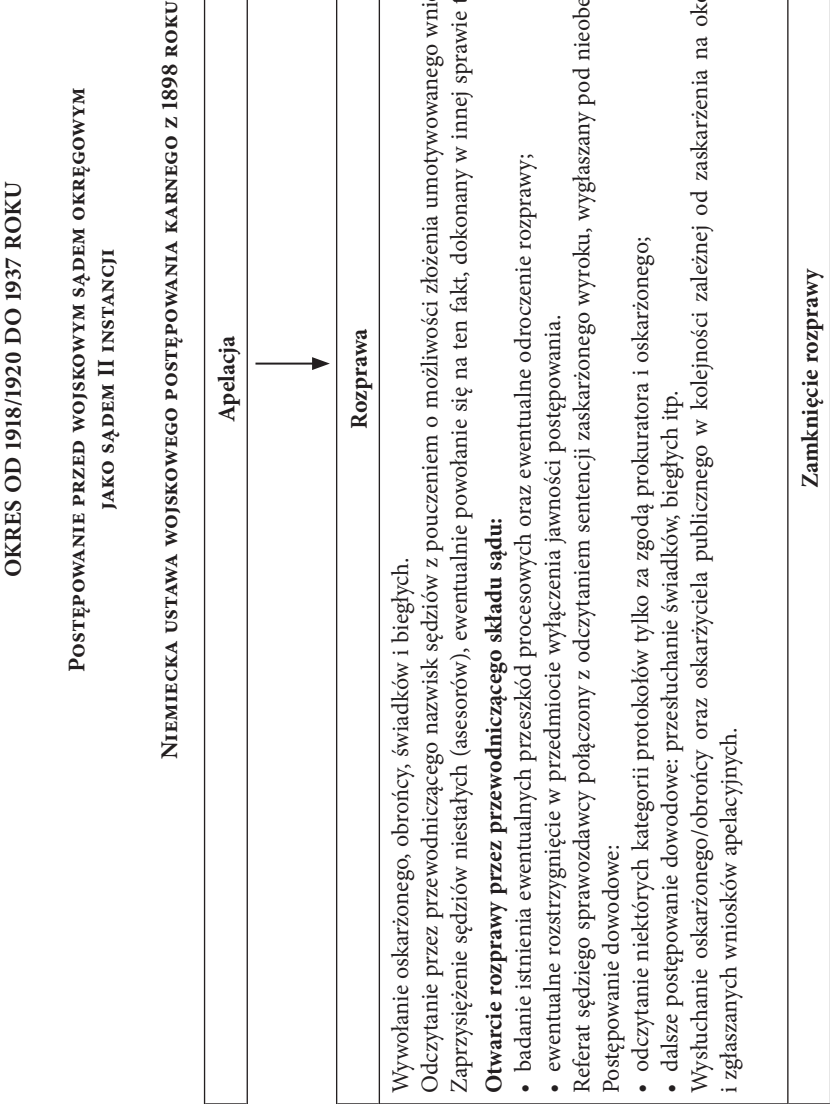 OKRES OD 1918/1920 DO 1937 ROKU
Postępowanie przed wojskowym sądem okręgowym
jako sądem II instancji
Niemiecka ustawa wojskowego postępowania karnego z 1898 roku
Apelacja
Rozprawa
Wywołanie oskarżonego, obrońcy, świadków i biegłych.
Odczytanie przez przewodniczącego nazwisk sędziów z pouczeniem o możliwości złożenia umotywowanego
Zaprzysiężenie sędziów niestałych (asesorów), ewentualnie powołanie się na ten fakt, dokonany w innej sprawie
Otwarcie rozprawy przez przewodniczącego składu sądu:
• badanie istnienia ewentualnych przeszkód procesowych oraz ewentualne odroczenie rozprawy;
• ewentualne rozstrzygnięcie w przedmiocie wyłączenia jawności postępowania.
Referat sędziego sprawozdawcy połączony z odczytaniem sentencji zaskarżonego wyroku, wygłaszany pod
Postępowanie dowodowe:
• odczytanie niektórych kategorii protokołów tylko za zgodą prokuratora i oskarżonego;
• dalsze postępowanie dowodowe: przesłuchanie świadków, biegłych itp.
Wysłuchanie oskarżonego/obrońcy oraz oskarżyciela publicznego w kolejności zależnej od zaskarżenia na
i zgłaszanych wniosków apelacyjnych.
Zamknięcie rozprawy